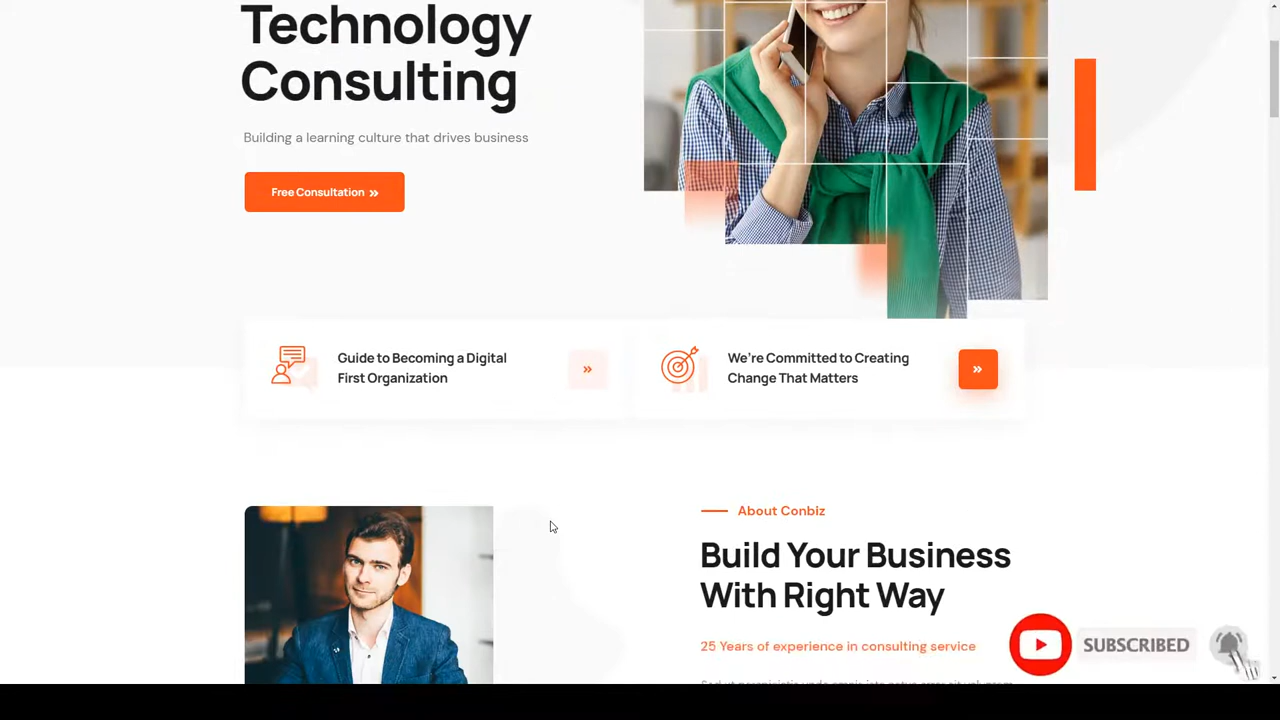 Technology
Consulting
Building a learning culture that drives business
Free Consultation »
Guide to Becoming a Digital
First Organization
»
We're Committed to Creating
Change That Matters
»
About Conbiz
Build Your Business
With Right Way
25 Years of experience in consulting service
SUBSCRIBED